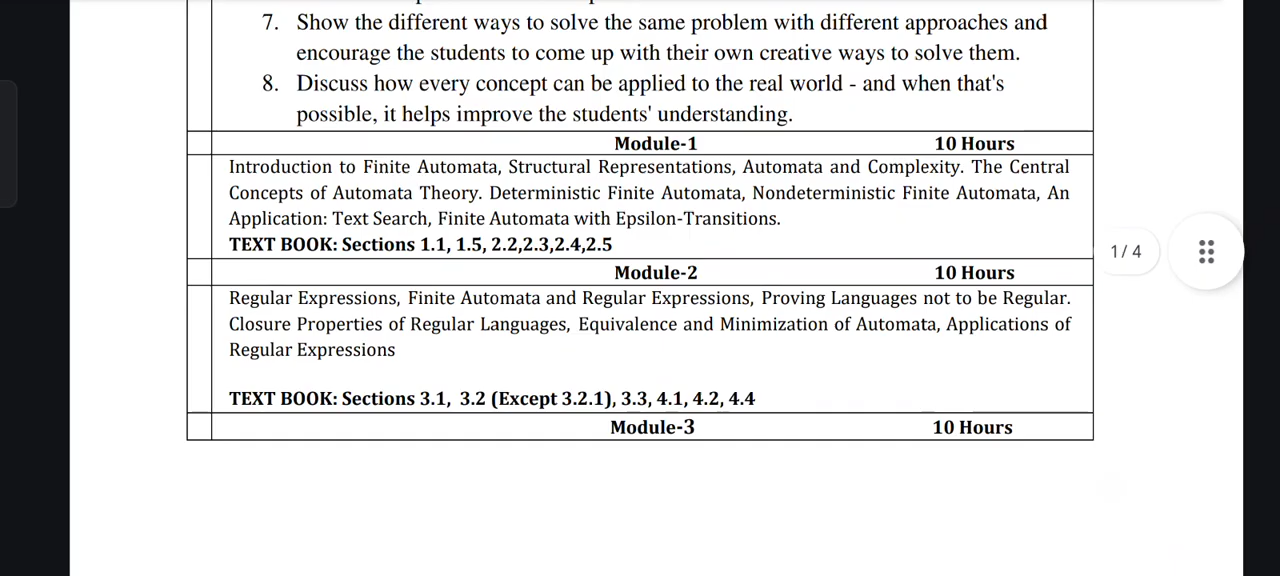 7. Show the different ways to solve the same problem with different approaches and
encourage the students to come up with their own creative ways to solve them.
8. Discuss how every concept can be applied to the real world - and when that's
possible, it helps improve the students' understanding.
Module-1 10 Hours
Introduction to Finite Automata, Structural Representations, Automata and Complexity. The Central
Concepts of Automata Theory. Deterministic Finite Automata, Nondeterministic Finite Automata, An
Application: Text Search, Finite Automata with Epsilon-Transitions.
TEXT BOOK: Sections 1.1, 1.5, 2.2,2.3,2.4,2.5
1 / 4
Module-2 10 Hours
Regular Expressions, Finite Automata and Regular Expressions, Proving Languages not to be Regular.
Closure Properties of Regular Languages, Equivalence and Minimization of Automata, Applications of
Regular Expressions
TEXT BOOK: Sections 3.1, 3.2 (Except 3.2.1), 3.3, 4.1, 4.2, 4.4
Module-3 10 Hours